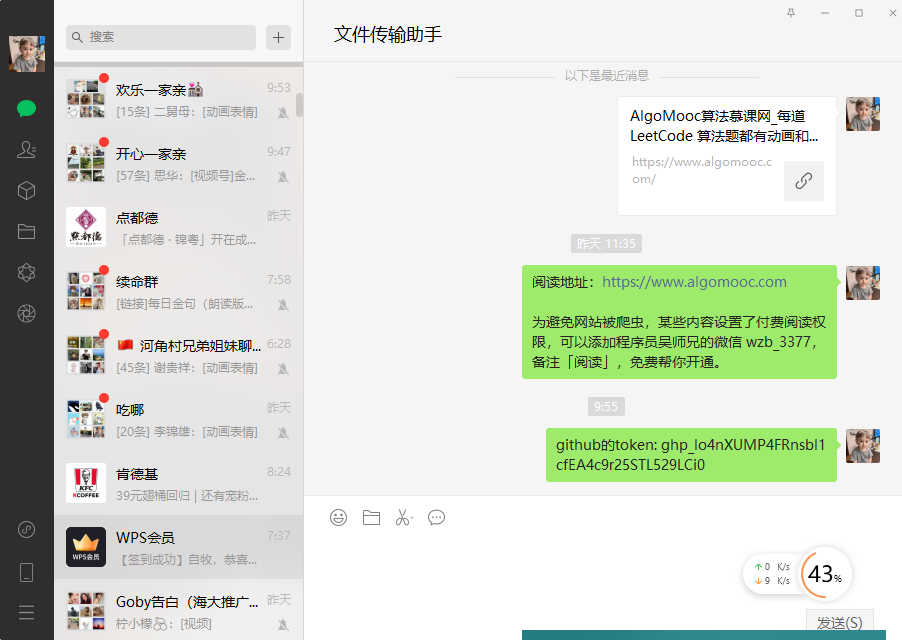 搜索
文件传输助手
欢乐一家亲
9:53
[15条] 二舅母：[动画表情]
开心一家亲
9:47
[57条] 思华：[视频号]金...
点都德
昨天
「点都德 · 锦粤」开在成...
点都德
续命群
7:58
[链接]每日金句（朗读版...
河角村兄弟姐妹聊...
6:28
[45条] 谢贵祥：[动画表情]
吃哪
昨天
[20条] 李锦雄：[动画表情]
KFC
KCOFFEE
肯德基
8:24
39元翅桶回归 | 还有宠粉...
WPS会员
WPS会员
7:37
【签到成功】自牧，恭喜...
Goby告白（海大推广...
昨天
柠小檬：[视频]
以下是最近消息
AlgoMooc算法慕课网_每道
LeetCode 算法题都有动画和...
https://www.algomooc.c
om/
昨天 11:35
阅读地址：https://www.algomooc.com
为避免网站被爬虫，某些内容设置了付费阅读权
限，可以添加程序员吴师兄的微信 wzb_3377，
备注「阅读」，免费帮你开通。
9:55
github的token:
0 K/s
9 K/s
43%
发送(S)